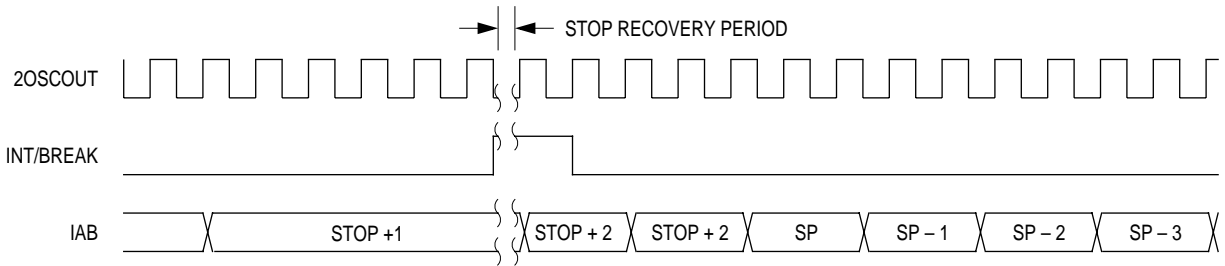 STOP RECOVERY PERIOD
2OSCOUT
INT/BREAK
IAB STOP +1 STOP + 2 STOP + 2 SP SP – 1 SP – 2 SP – 3